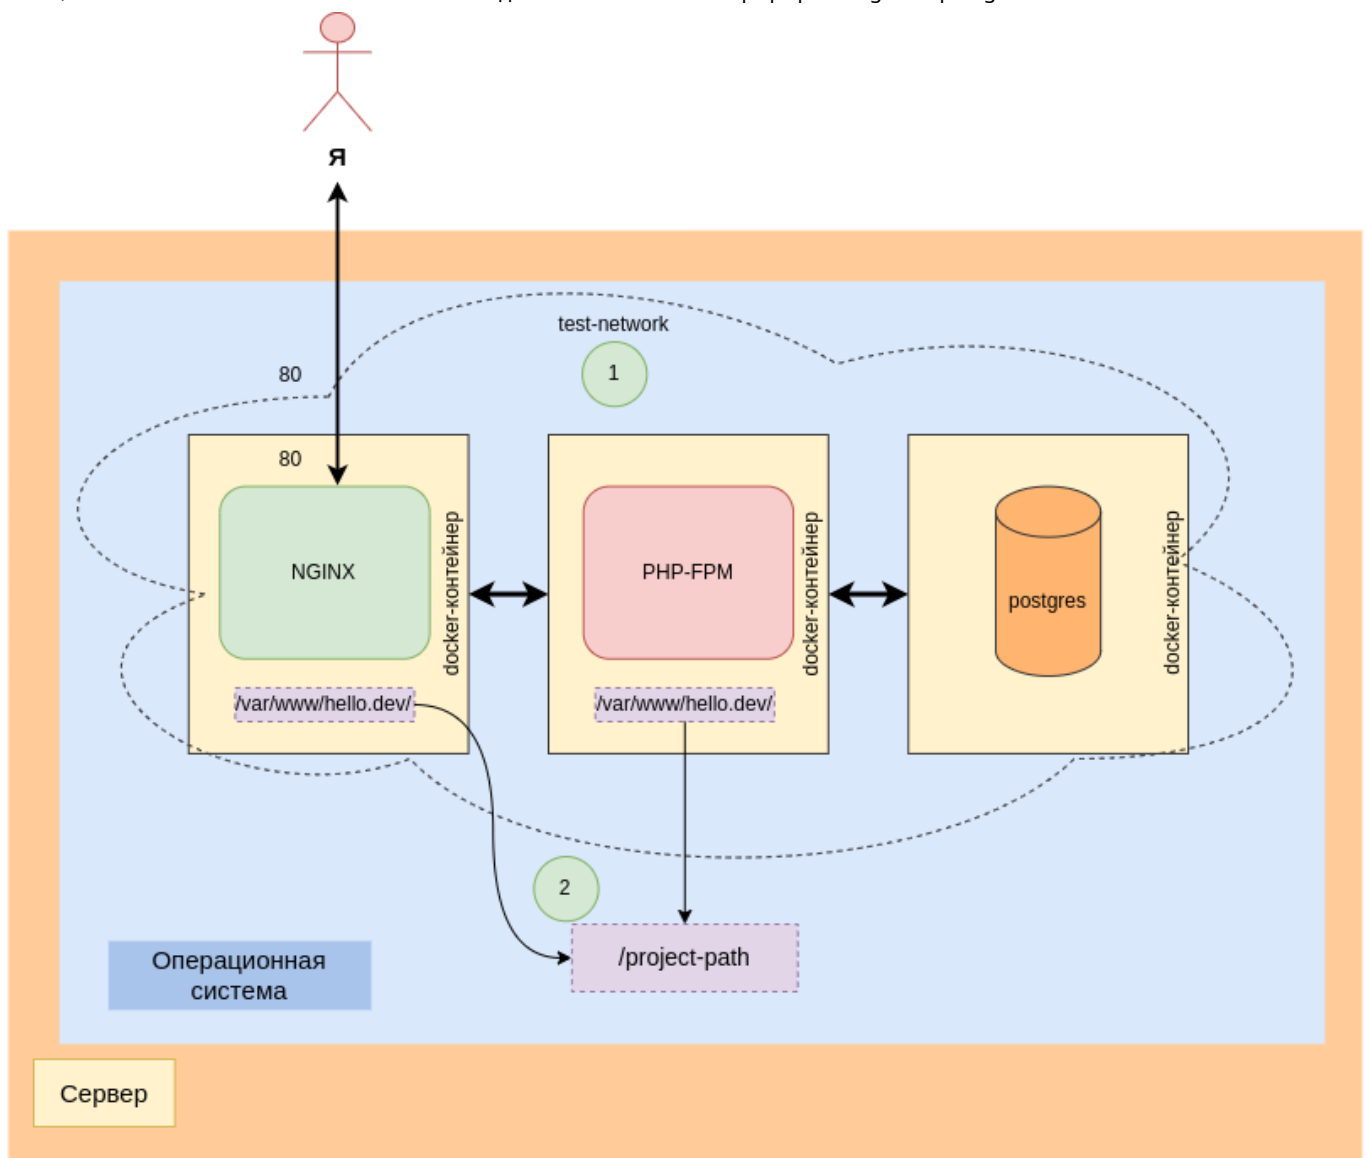 Я
test-network
80
1
80
NGINX
docker-контейнер
PHP-FPM
docker-контейнер
postgres
docker-контейнер
/var/www/hello.dev/
/var/www/hello.dev/
2
/project-path
Операционная
система
Сервер